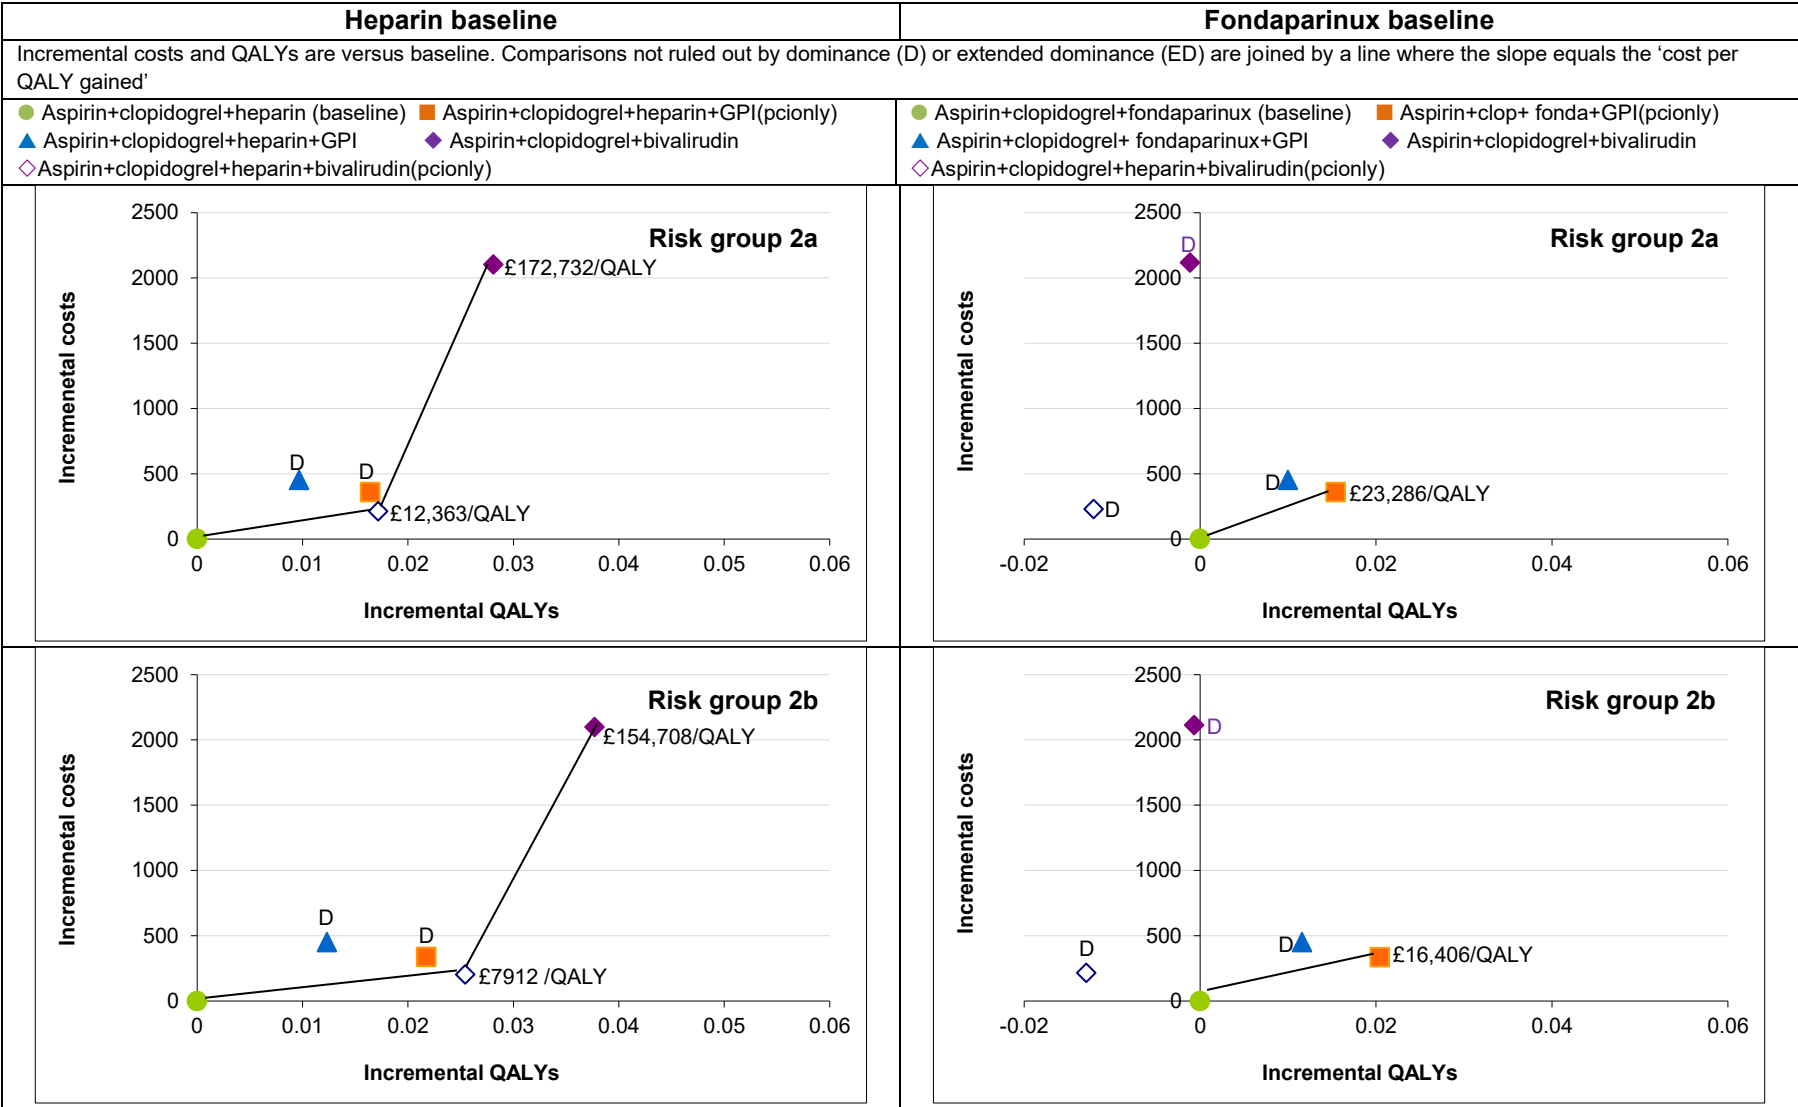 Heparin baseline
Fondaparinux baseline
Incremental costs and QALYs are versus baseline. Comparisons not ruled out by dominance (D) or extended dominance (ED) are joined by a line where the slope equals the ‘cost per
QALY gained’
Aspirin+clopidogrel+heparin (baseline) Aspirin+clopidogrel+heparin+GPI(pcionly)
Aspirin+clopidogrel+heparin+GPI Aspirin+clopidogrel+bivalirudin
Aspirin+clopidogrel+heparin+bivalirudin(pcionly)
Aspirin+clopidogrel+fondaparinux (baseline) Aspirin+clop+ fonda+GPI(pcionly)
Aspirin+clopidogrel+ fondaparinux+GPI Aspirin+clopidogrel+bivalirudin
Aspirin+clopidogrel+heparin+bivalirudin(pcionly)
Risk group 2a
Incremenetal costs
2500
2000
1500
1000
500
0
£172,732/QALY
D
D
£12,363/QALY
0 0.01 0.02 0.03 0.04 0.05 0.06
Incremental QALYs
Risk group 2a
Incremental costs
2500
2000
1500
1000
500
0
D
D
£23,286/QALY
D
-0.02 0 0.02 0.04 0.06
Incremental QALYs
Risk group 2b
Incremenetal costs
2500
2000
1500
1000
500
0
£154,708/QALY
D
D
£7912 /QALY
0 0.01 0.02 0.03 0.04 0.05 0.06
Incremental QALYs
Risk group 2b
Incremental costs
2500
2000
1500
1000
500
0
D
D
D
£16,406/QALY
-0.02 0 0.02 0.04 0.06
Incremental QALYs